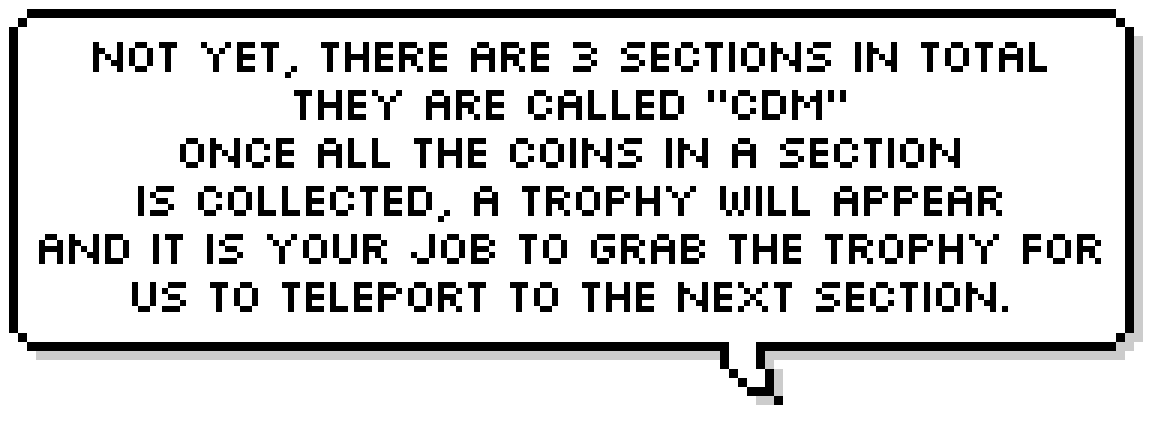 NOT YET, THERE ARE 3 SECTIONS IN TOTAL
THEY ARE CALLED "CDM"
ONCE ALL THE COINS IN A SECTION
IS COLLECTED, A TROPHY WILL APPEAR
AND IT IS YOUR JOB TO GRAB THE TROPHY FOR
US TO TELEPORT TO THE NEXT SECTION.